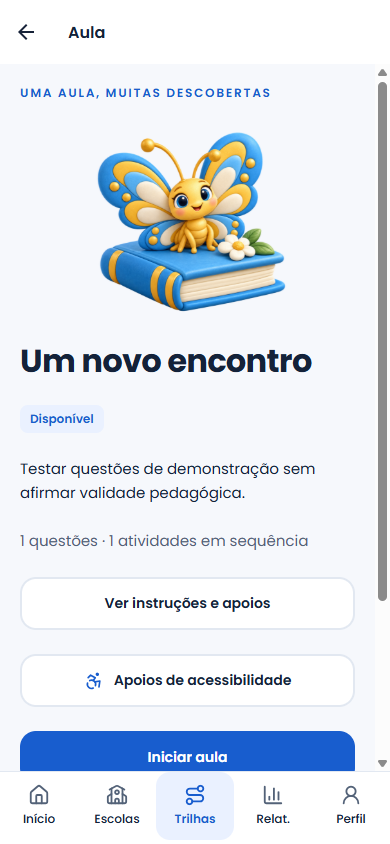 Aula
UMA AULA, MUITAS DESCOBERTAS
Um novo encontro
Disponível
Testar questões de demonstração sem
afirmar validade pedagógica.
1 questões · 1 atividades em sequência
Ver instruções e apoios
Apoios de acessibilidade
Iniciar aula
Início
Escolas
Trilhas
Relat.
Perfil